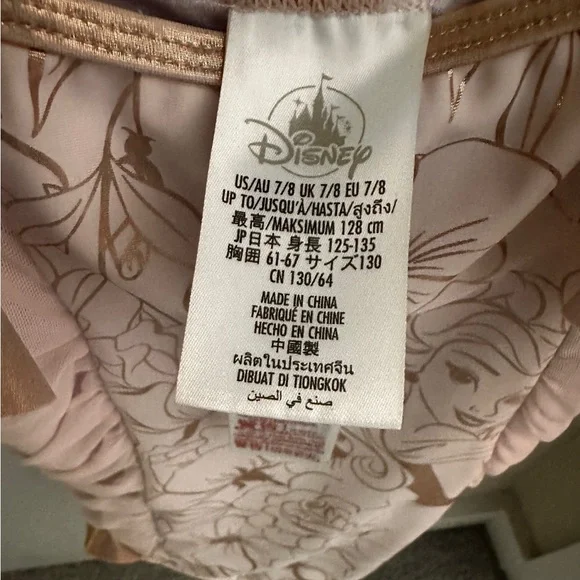 Disney
US/AU 7/8 UK 7/8 EU 7/8
UP TO/JUSQU'À/HASTA/สูงถึง/
最高/MAKSIMUM 128 cm
JP日本 身長 125-135
胸囲 61-67 サイズ130
CN 130/64
MADE IN CHINA
FABRIQUÉ EN CHINE
HECHO EN CHINA
中國製
ผลิตในประเทศจีน
DIBUAT DI TIONGKOK
صنع في الصين